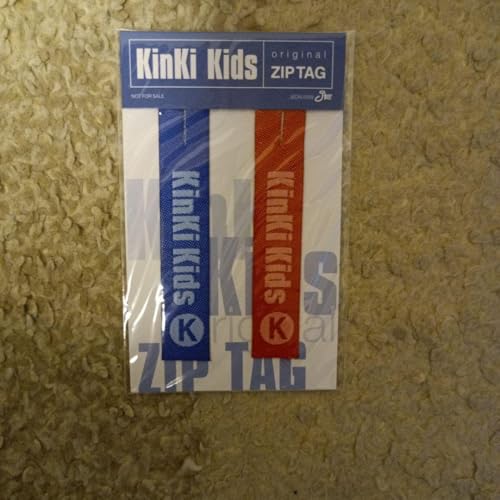 KinKi Kids
original
ZIP TAG
NOT FOR SALE
KinKi Kids
K
KinKi Kids
K
KinKi
Kids
original
ZIP TAG